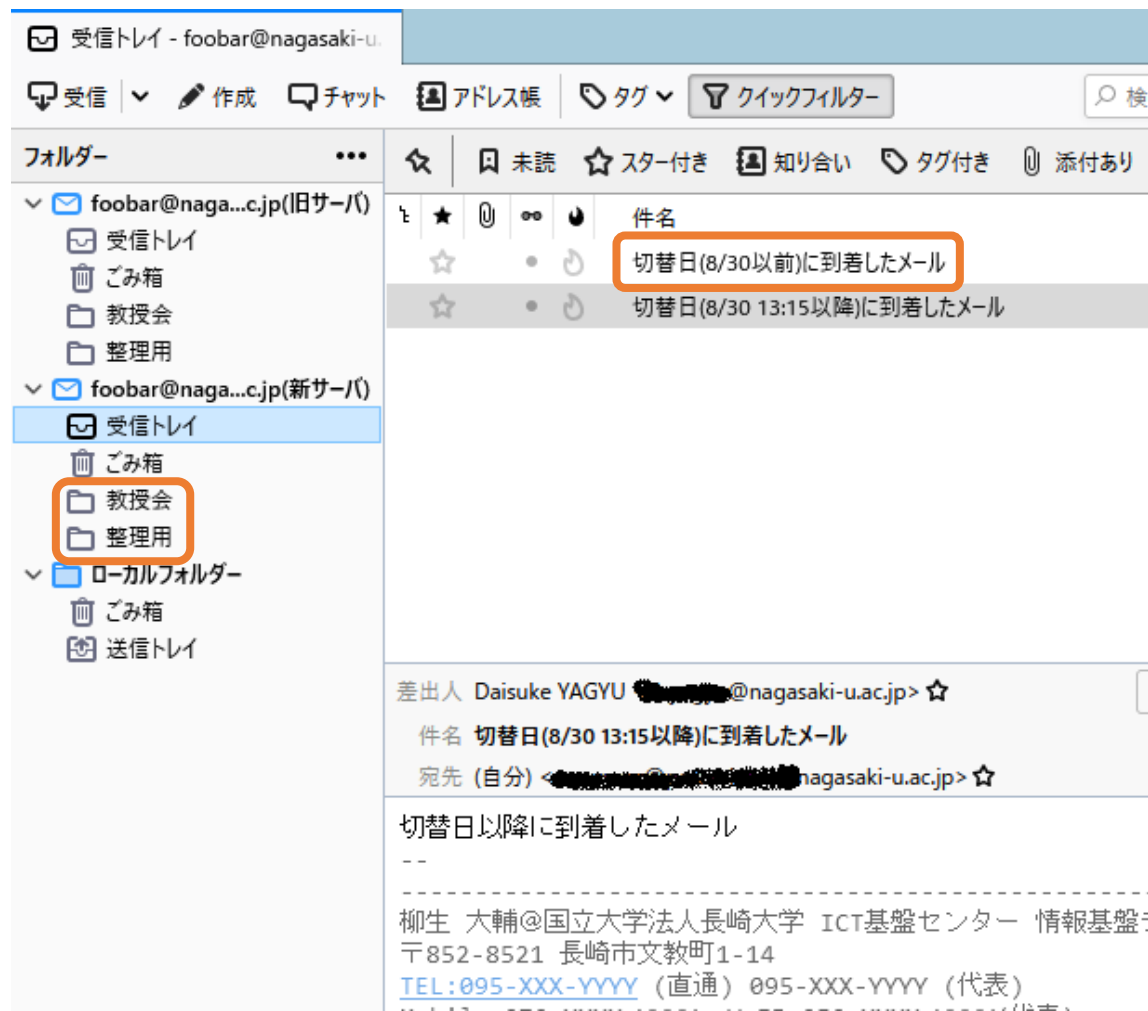 受信トレイ - foobar@nagasaki-u.
受信 作成 チャット アドレス帳 タグ クイックフィルター 検
フォルダー ••• 未読 スター付き 知り合い タグ付き 添付あり
foobar@naga...c.jp(旧サーバ)
受信トレイ
ごみ箱
教授会
整理用
foobar@naga...c.jp(新サーバ)
受信トレイ
ごみ箱
教授会
整理用
ローカルフォルダー
ごみ箱
送信トレイ
件名
切替日(8/30以前)に到着したメール
切替日(8/30 13:15以降)に到着したメール
差出人 Daisuke YAGYU @nagasaki-u.ac.jp>
件名 切替日(8/30 13:15以降)に到着したメール
宛先 (自分) < nagasaki-u.ac.jp>
切替日以降に到着したメール
--
------------------------------------------------
柳生 大輔@国立大学法人長崎大学 ICT基盤センター 情報基盤
〒852-8521 長崎市文教町1-14
TEL:095-XXX-YYYY (直通) 095-XXX-YYYY (代表)